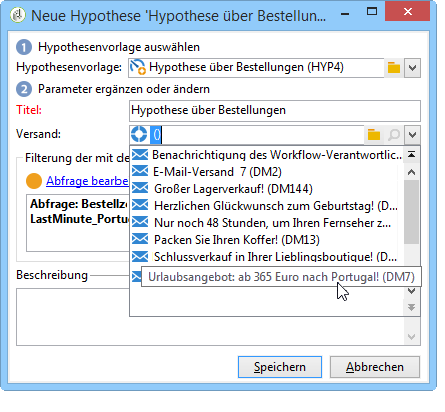 Neue Hypothese 'Hypothese über Bestellun...
1 Hypothesenvorlage auswählen
Hypothesenvorlage: Hypothese über Bestellungen (HYP4)
2 Parameter ergänzen oder ändern
Titel: Hypothese über Bestellungen
Versand: 0
Benachrichtigung des Workflow-Verantwortlic...
Filterung der mit de
E-Mail-Versand 7 (DM2)
Abfrage bearbe
Großer Lagerverkauf! (DM144)
Abfrage: Bestellze
Herzlichen Glückwunsch zum Geburtstag! (D...
LastMinute_Portu
Nur noch 48 Stunden, um Ihren Fernseher z...
Packen Sie Ihren Koffer! (DM13)
Schlussverkauf in Ihrer Lieblingsboutique! (D...
Beschreibung
Urlaubsangebot: ab 365 Euro nach Portugal! (DM7)
Speichern Abbrechen